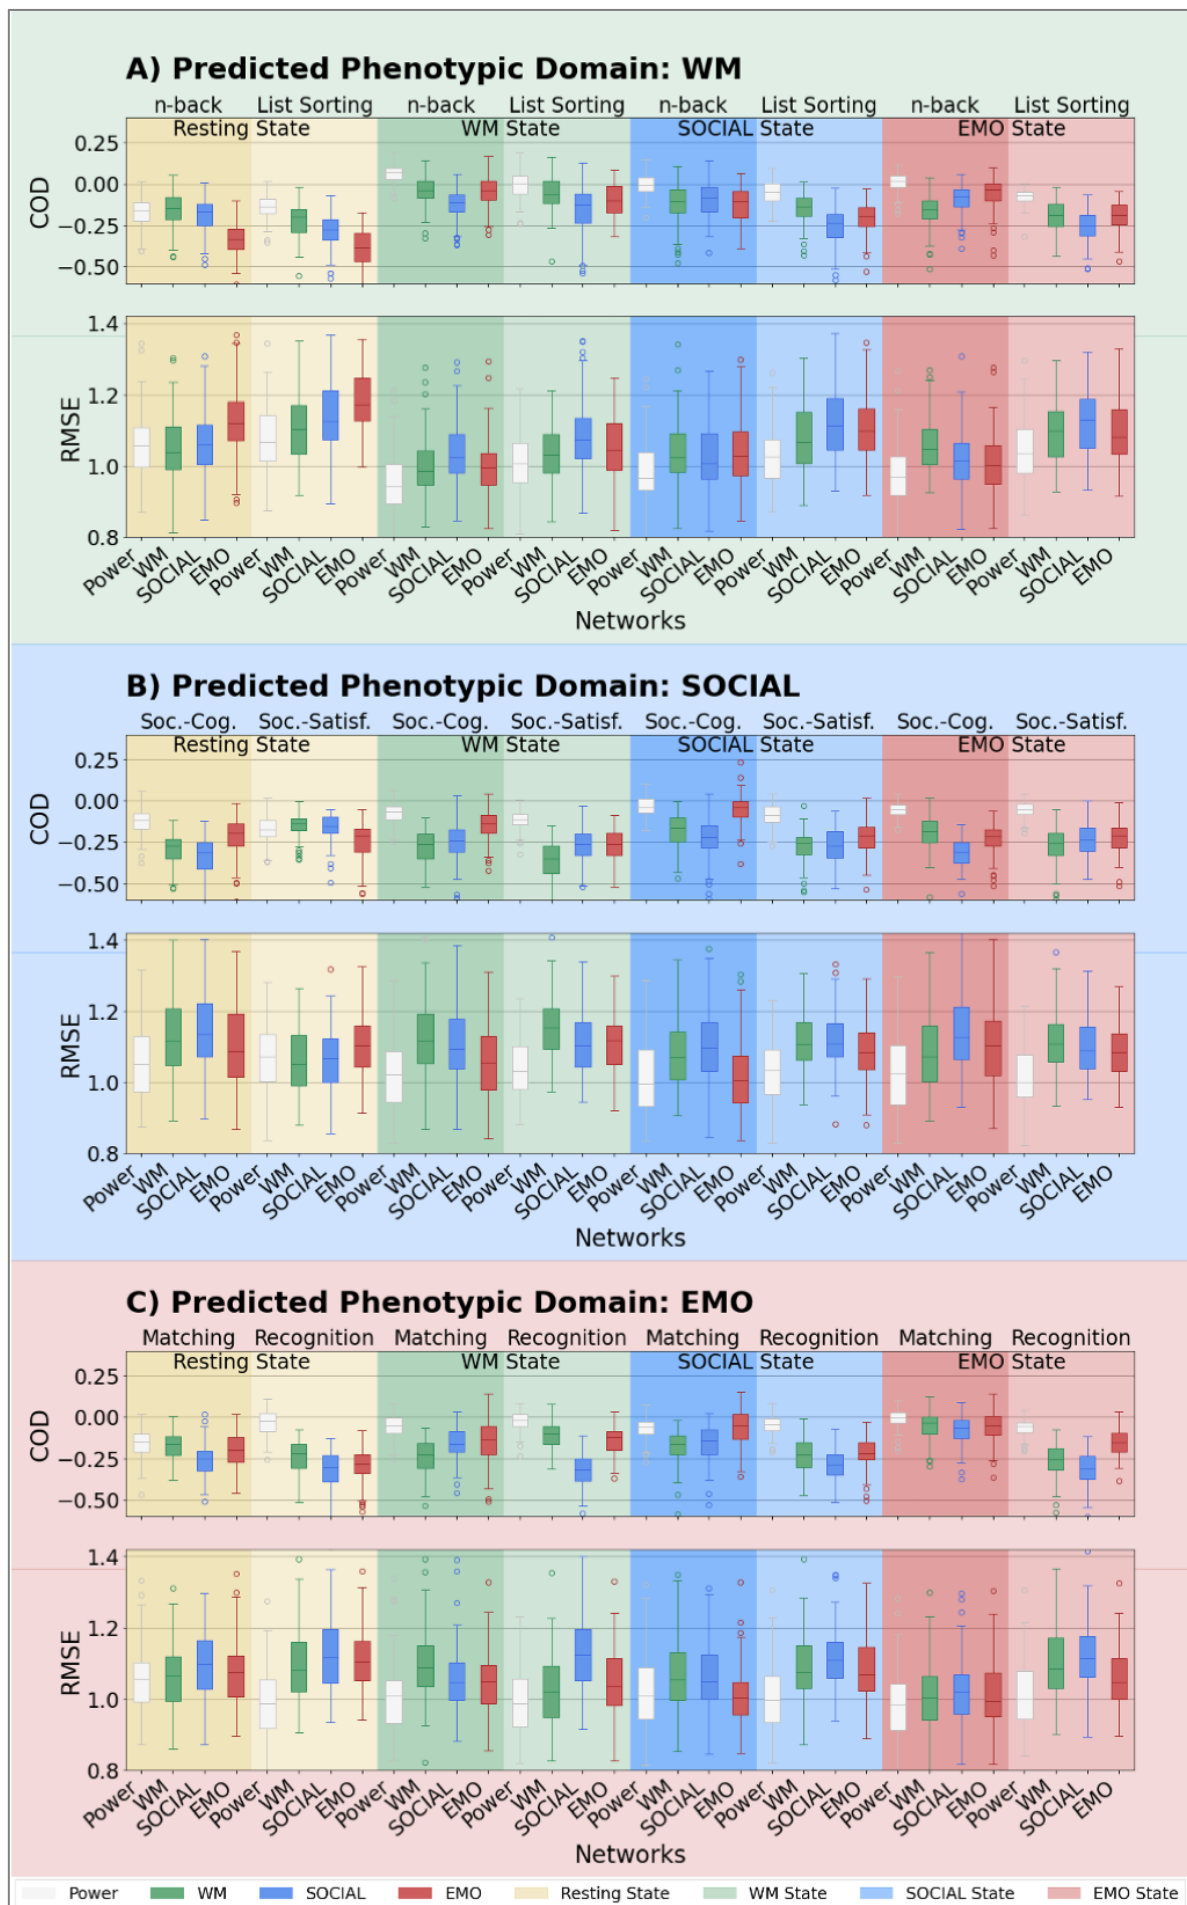 A) Predicted Phenotypic Domain: WM
n-back List Sorting n-back List Sorting n-back List Sorting n-back List Sorting
Resting State WM State SOCIAL State EMO State
COD
0.25
0.00
−0.25
−0.50
RMSE
1.4
1.2
1.0
0.8
Power WM SOCIAL EMO Power WM SOCIAL EMO Power WM SOCIAL EMO Power WM SOCIAL EMO Power WM SOCIAL EMO Power WM SOCIAL EMO Power WM SOCIAL EMO Power WM SOCIAL EMO
Networks
B) Predicted Phenotypic Domain: SOCIAL
Soc.-Cog. Soc.-Satisf. Soc.-Cog. Soc.-Satisf. Soc.-Cog. Soc.-Satisf. Soc.-Cog. Soc.-Satisf.
Resting State WM State SOCIAL State EMO State
COD
0.25
0.00
−0.25
−0.50
RMSE
1.4
1.2
1.0
0.8
Power WM SOCIAL EMO Power WM SOCIAL EMO Power WM SOCIAL EMO Power WM SOCIAL EMO Power WM SOCIAL EMO Power WM SOCIAL EMO Power WM SOCIAL EMO Power WM SOCIAL EMO
Networks
C) Predicted Phenotypic Domain: EMO
Matching Recognition Matching Recognition Matching Recognition Matching Recognition
Resting State WM State SOCIAL State EMO State
COD
0.25
0.00
−0.25
−0.50
RMSE
1.4
1.2
1.0
0.8
Power WM SOCIAL EMO Power WM SOCIAL EMO Power WM SOCIAL EMO Power WM SOCIAL EMO Power WM SOCIAL EMO Power WM SOCIAL EMO Power WM SOCIAL EMO Power WM SOCIAL EMO
Networks
Power WM SOCIAL EMO Resting State WM State SOCIAL State EMO State